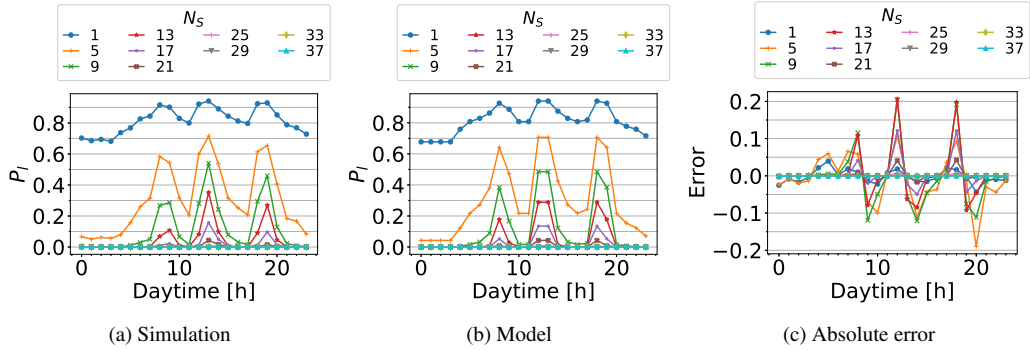 N_S
1 13 25 33
5 17 29 37
9 21
P_l
0.8
0.6
0.4
0.2
0.0
0 10 20
Daytime [h]
(a) Simulation
N_S
1 13 25 33
5 17 29 37
9 21
P_l
0.8
0.6
0.4
0.2
0.0
0 10 20
Daytime [h]
(b) Model
N_S
1 13 25 33
5 17 29 37
9 21
Error
0.2
0.1
0.0
−0.1
−0.2
0 10 20
Daytime [h]
(c) Absolute error